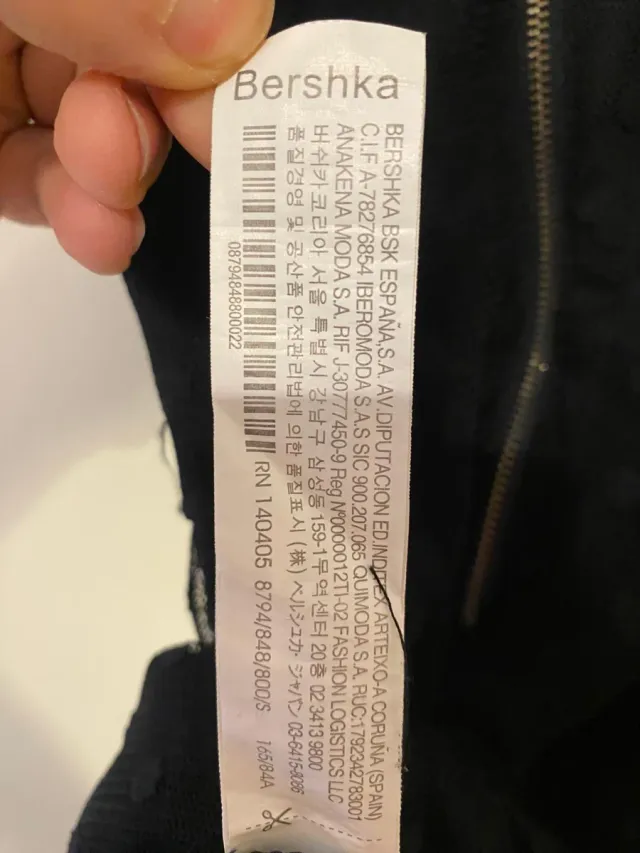 Bershka
BERSHKA BSK ESPAÑA,S.A. AV.DIPUTACION ED.INDITEX ARTEIXO-A CORUÑA (SPAIN)
C.I.F A-78276854 IBEROMODA S.A.S SIC 900.207.065 QUIMODA S.A. RUC:1792342783001
ANAKENA MODA S.A. RIF J-30777450-9 Reg Nº0000012TI-02 FASHION LOGISTICS LLC
버쉬카코리아 서울 특별시 강남구 삼성동 159-1무역센터 20층 02 3413 9800
품질경영 및 공산품 안전관리법에 의한 품질표시 (株) ベルシュカ・ジャパン 03-6415-8086
08794848800022
RN 140405 8794/848/800/S 165/84A